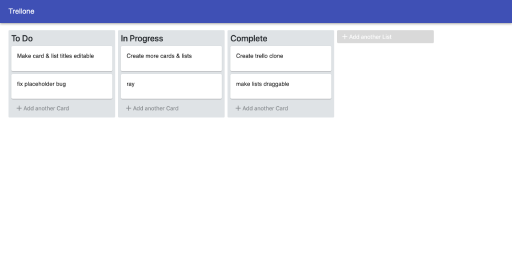 Trellone
To Do
Make card & list titles editable
fix placeholder bug
+ Add another Card
In Progress
Create more cards & lists
ray
+ Add another Card
Complete
Create trello clone
make lists draggable
+ Add another Card
+ Add another List